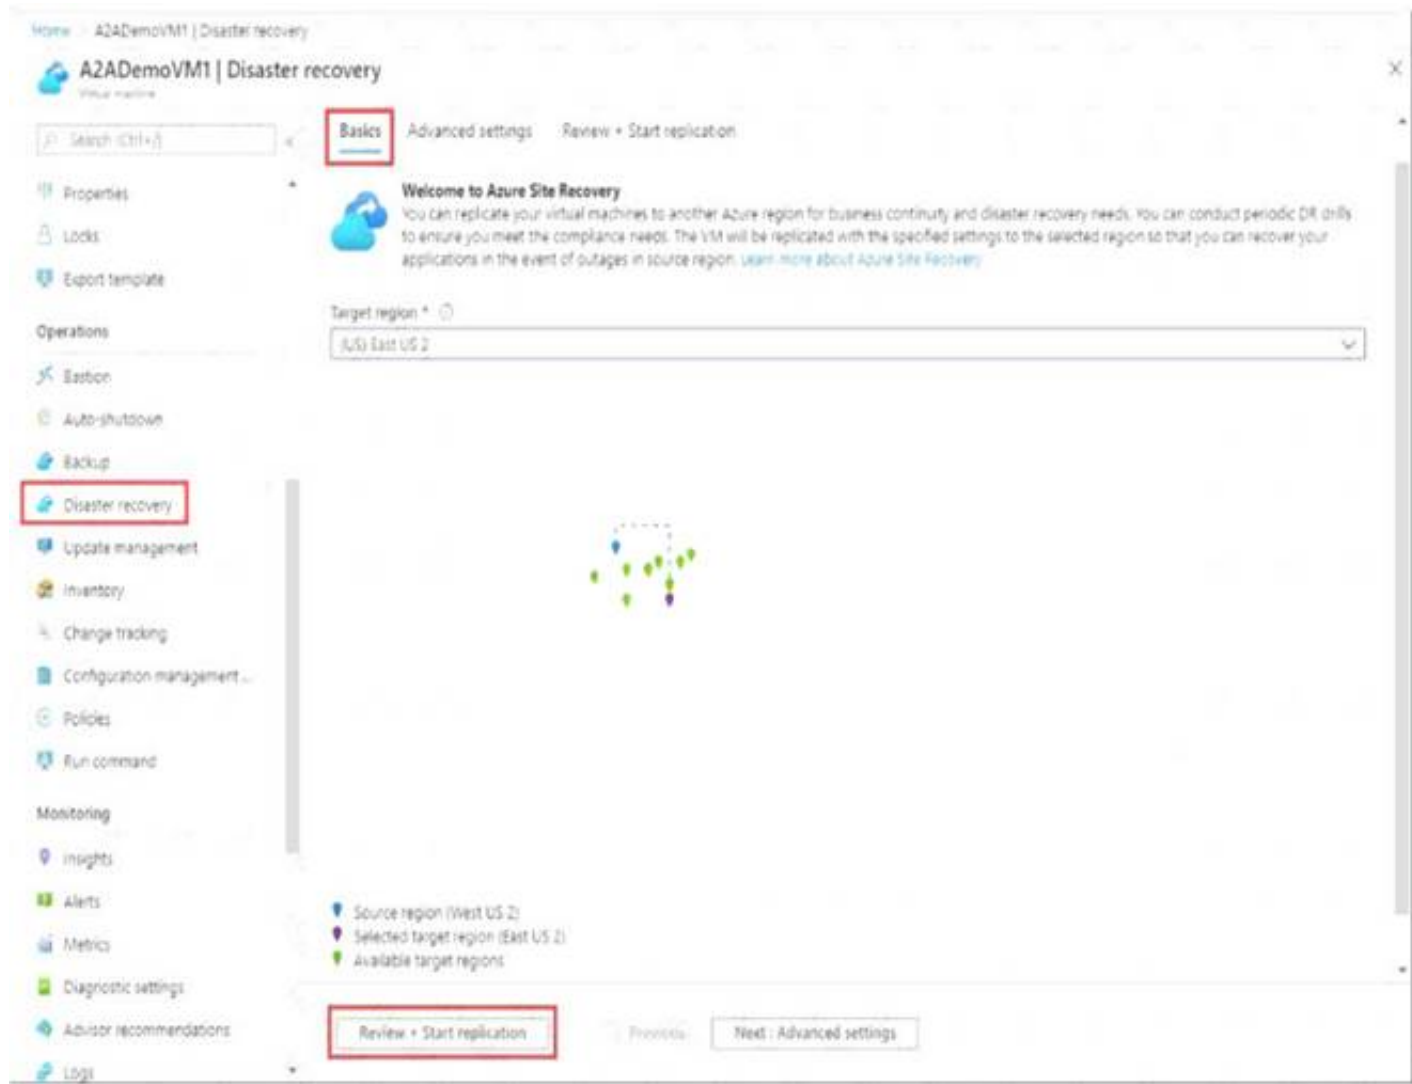 Home > A2ADemoVM1 | Disaster recovery
A2ADemoVM1 | Disaster recovery
Virtual machine
Search (Ctrl+/)
Properties
Locks
Export template
Operations
Bastion
Auto-shutdown
Backup
Disaster recovery
Update management
Inventory
Change tracking
Configuration management ...
Policies
Run command
Monitoring
Insights
Alerts
Metrics
Diagnostic settings
Advisor recommendations
Logs
Basics Advanced settings Review + Start replication
Welcome to Azure Site Recovery
You can replicate your virtual machines to another Azure region for business continuity and disaster recovery needs. You can conduct periodic DR drills
to ensure you meet the compliance needs. The VM will be replicated with the specified settings to the selected region so that you can recover your
applications in the event of outages in source region. Learn more about Azure Site Recovery
Target region *
(US) East US 2
Source region (West US 2)
Selected target region (East US 2)
Available target regions
Review + Start replication Previous Next : Advanced settings